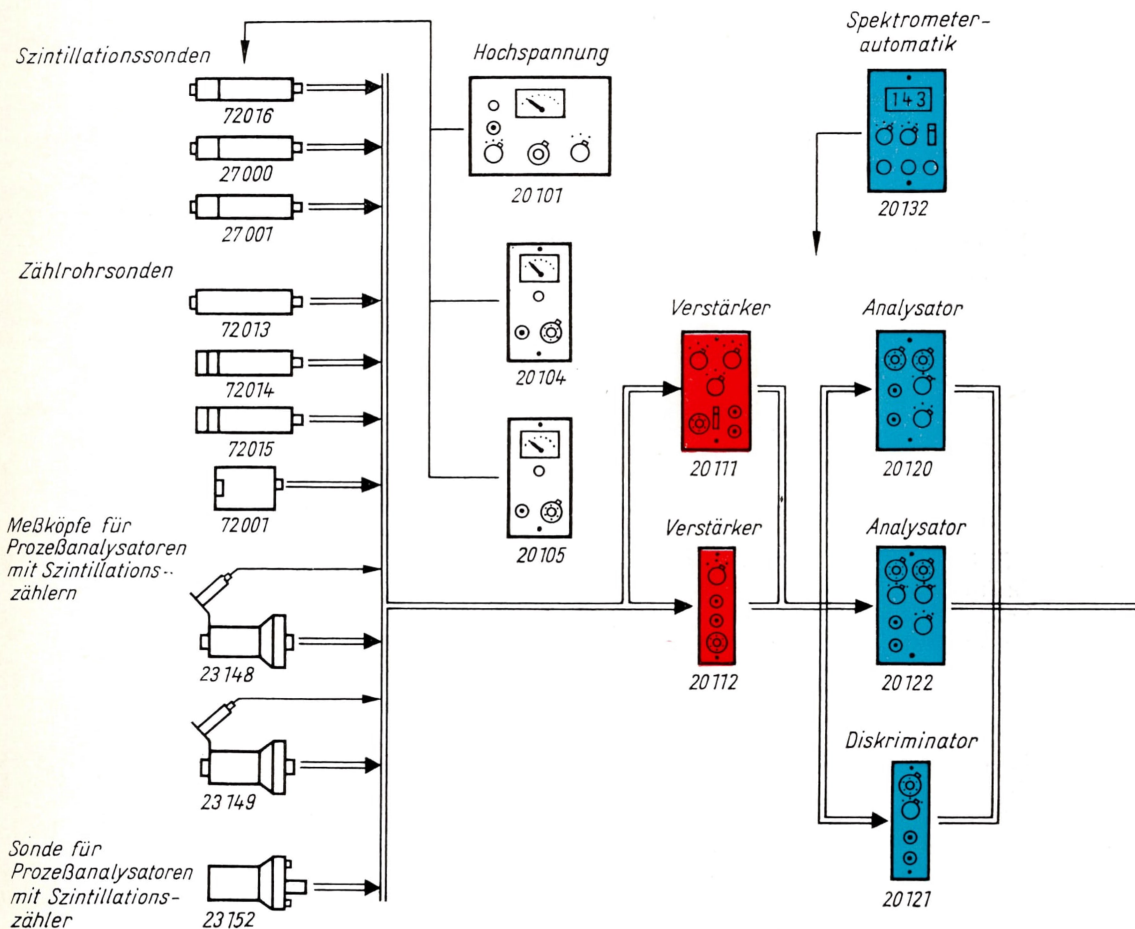 Szintillationssonden
72016
27000
27001
Zählrohrsonden
72013
72014
72015
72001
Meßköpfe für
Prozeßanalysatoren
mit Szintillations-
zählern
23148
23149
Sonde für
Prozeßanalysatoren
mit Szintillations-
zähler
23152
Hochspannung
20101
20104
20105
Verstärker
20111
Verstärker
20112
Spektrometer-
automatik
143
20132
Analysator
20120
Analysator
20122
Diskriminator
20121